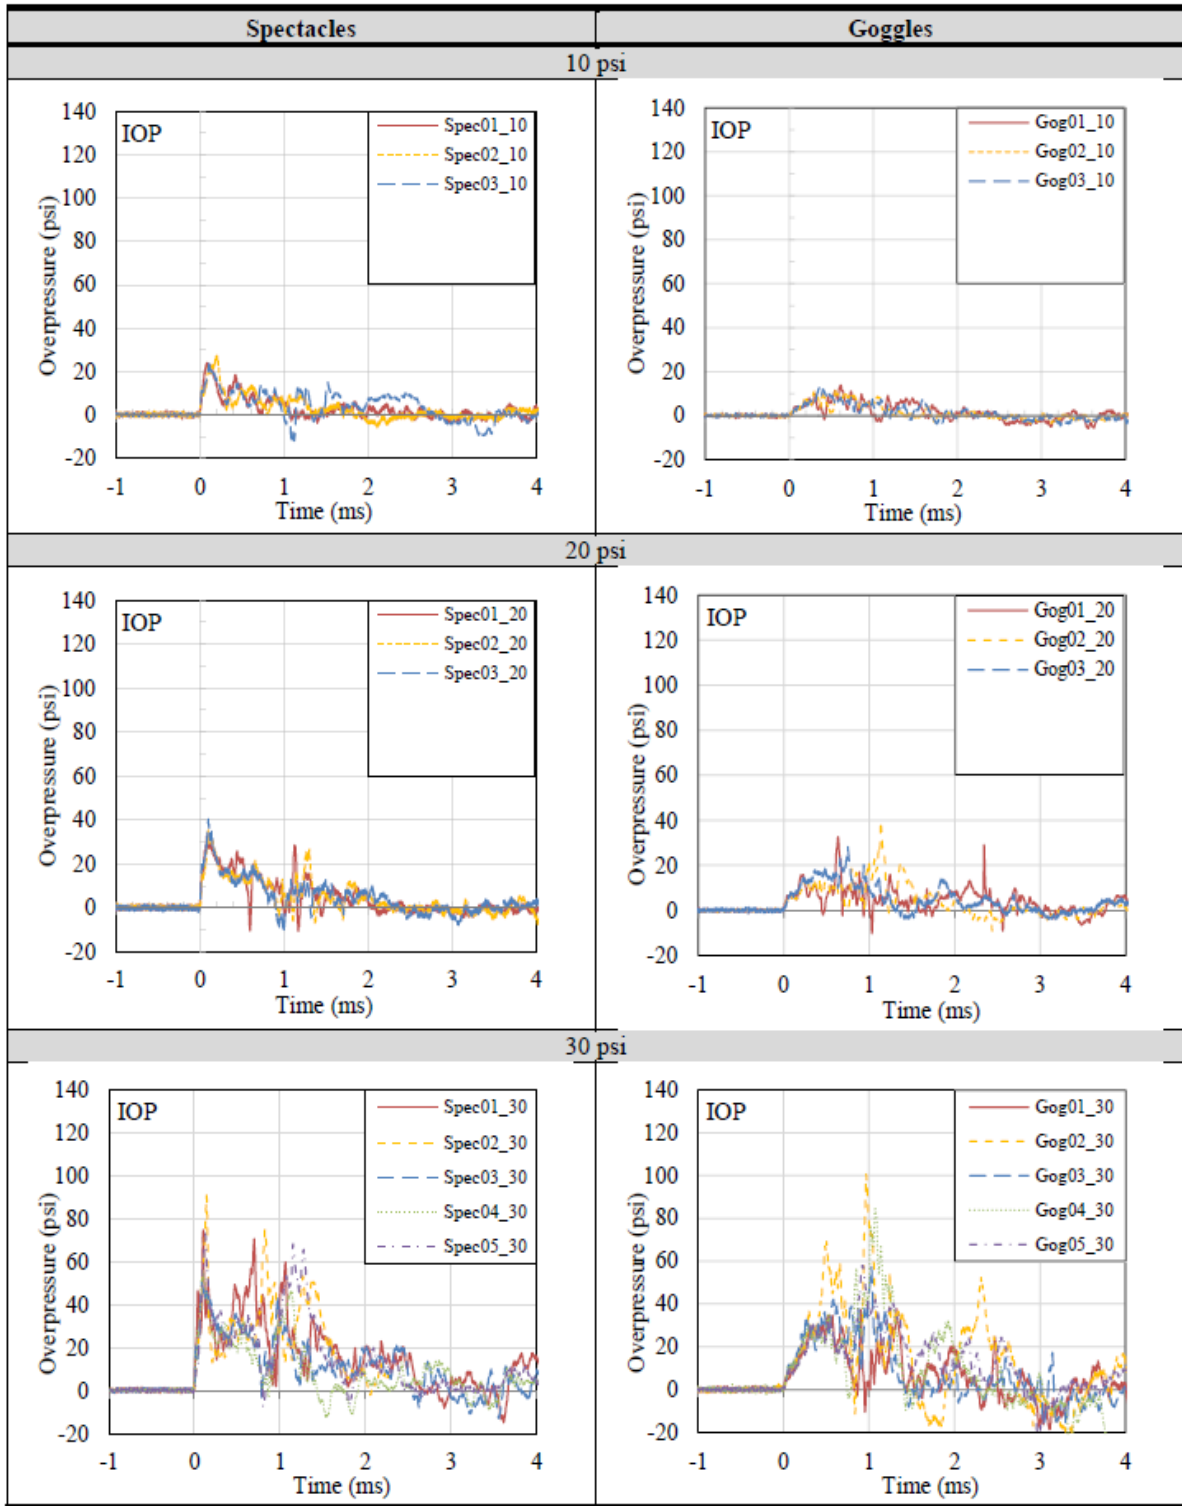 Spectacles Goggles
10 psi
IOP
Spec01_10
Spec02_10
Spec03_10
140
120
100
80
60
40
20
0
-20
-1 0 1 2 3 4
Overpressure (psi)
Time (ms)
IOP
Gog01_10
Gog02_10
Gog03_10
140
120
100
80
60
40
20
0
-20
-1 0 1 2 3 4
Overpressure (psi)
Time (ms)
20 psi
IOP
Spec01_20
Spec02_20
Spec03_20
140
120
100
80
60
40
20
0
-20
-1 0 1 2 3 4
Overpressure (psi)
Time (ms)
IOP
Gog01_20
Gog02_20
Gog03_20
140
120
100
80
60
40
20
0
-20
-1 0 1 2 3 4
Overpressure (psi)
Time (ms)
30 psi
IOP
Spec01_30
Spec02_30
Spec03_30
Spec04_30
Spec05_30
140
120
100
80
60
40
20
0
-20
-1 0 1 2 3 4
Overpressure (psi)
Time (ms)
IOP
Gog01_30
Gog02_30
Gog03_30
Gog04_30
Gog05_30
140
120
100
80
60
40
20
0
-20
-1 0 1 2 3 4
Overpressure (psi)
Time (ms)